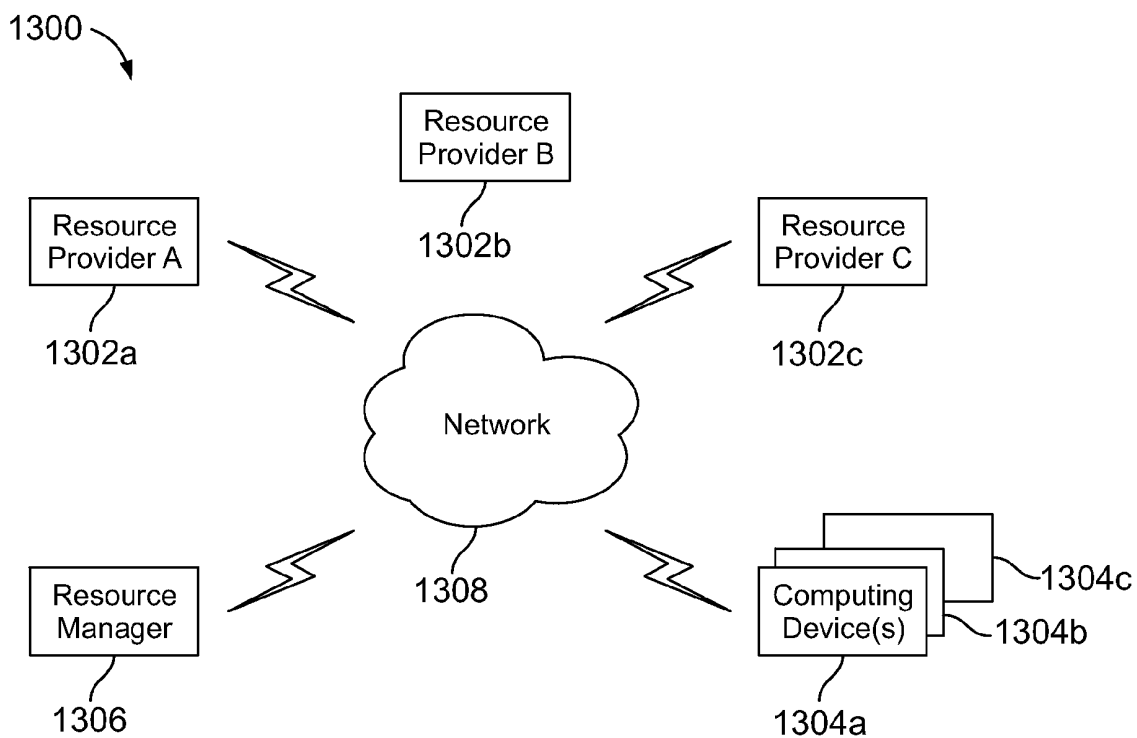 1300
Resource
Provider B
1302b
Resource
Provider A
1302a
Resource
Provider C
1302c
Network
1308
Resource
Manager
1306
Computing
Device(s)
1304a
1304b
1304c